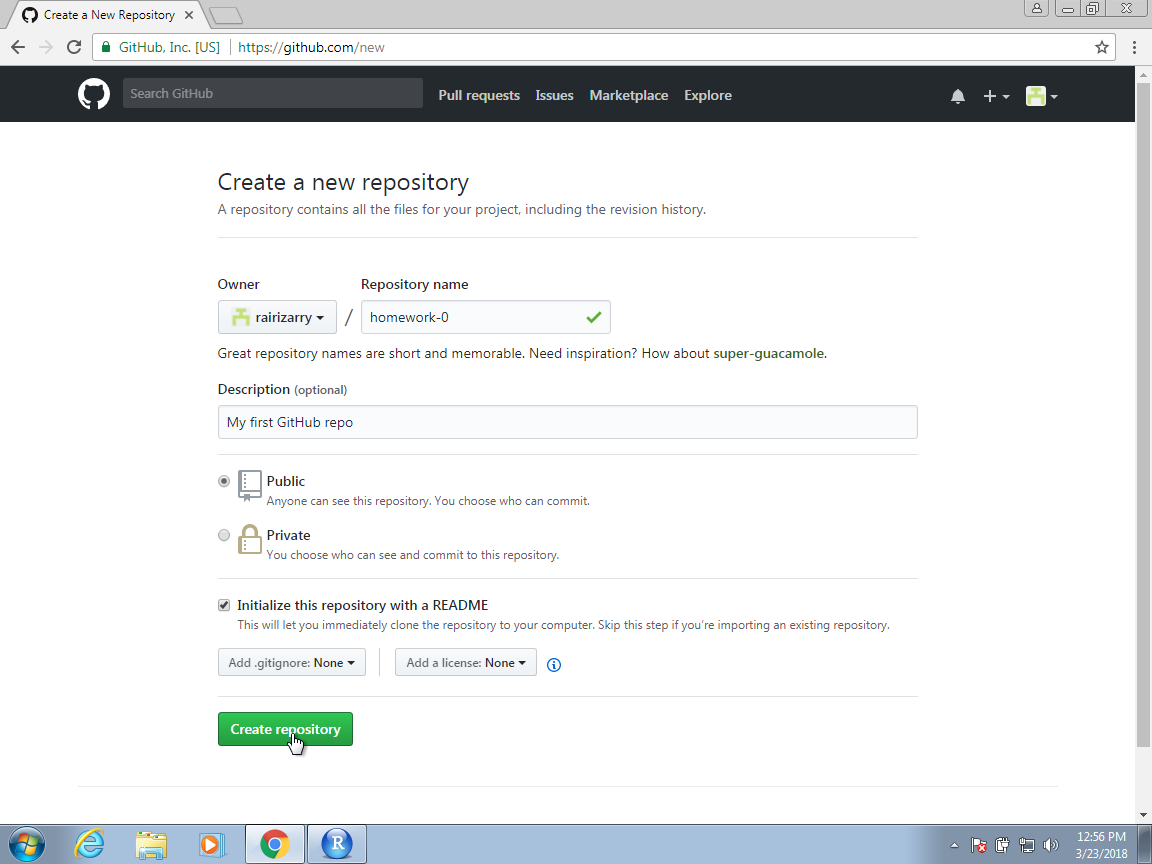 Create a New Repository
GitHub, Inc. [US] https://github.com/new
Search GitHub
Pull requests Issues Marketplace Explore
Create a new repository
A repository contains all the files for your project, including the revision history.
Owner Repository name
rairizarry / homework-0
Great repository names are short and memorable. Need inspiration? How about super-guacamole.
Description (optional)
My first GitHub repo
Public
Anyone can see this repository. You choose who can commit.
Private
You choose who can see and commit to this repository.
Initialize this repository with a README
This will let you immediately clone the repository to your computer. Skip this step if you're importing an existing repository.
Add .gitignore: None Add a license: None
Create repository
R
12:56 PM
3/23/2018